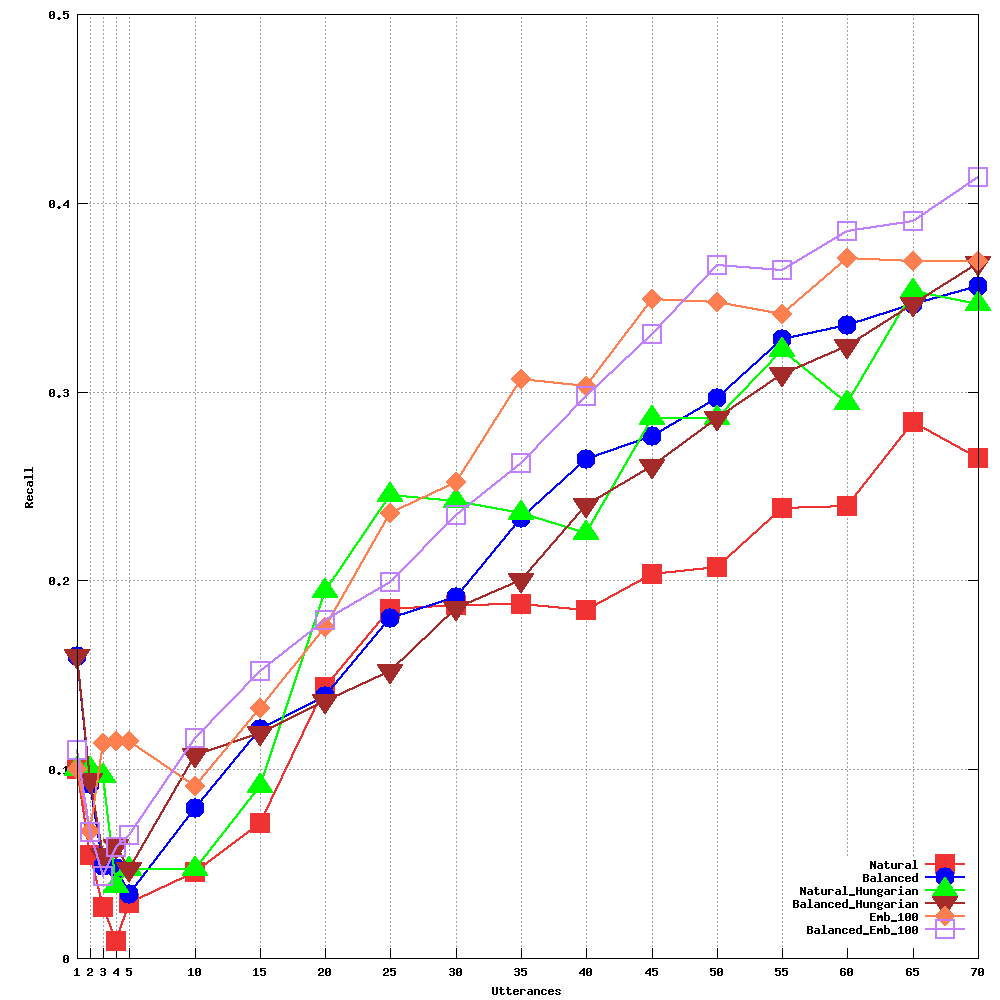 0.5
0.4
0.3
0.2
0.1
0
Recall
1 2 3 4 5 10 15 20 25 30 35 40 45 50 55 60 65 70
Utterances
Natural
Balanced
Natural_Hungarian
Balanced_Hungarian
Emb_100
Balanced_Emb_100